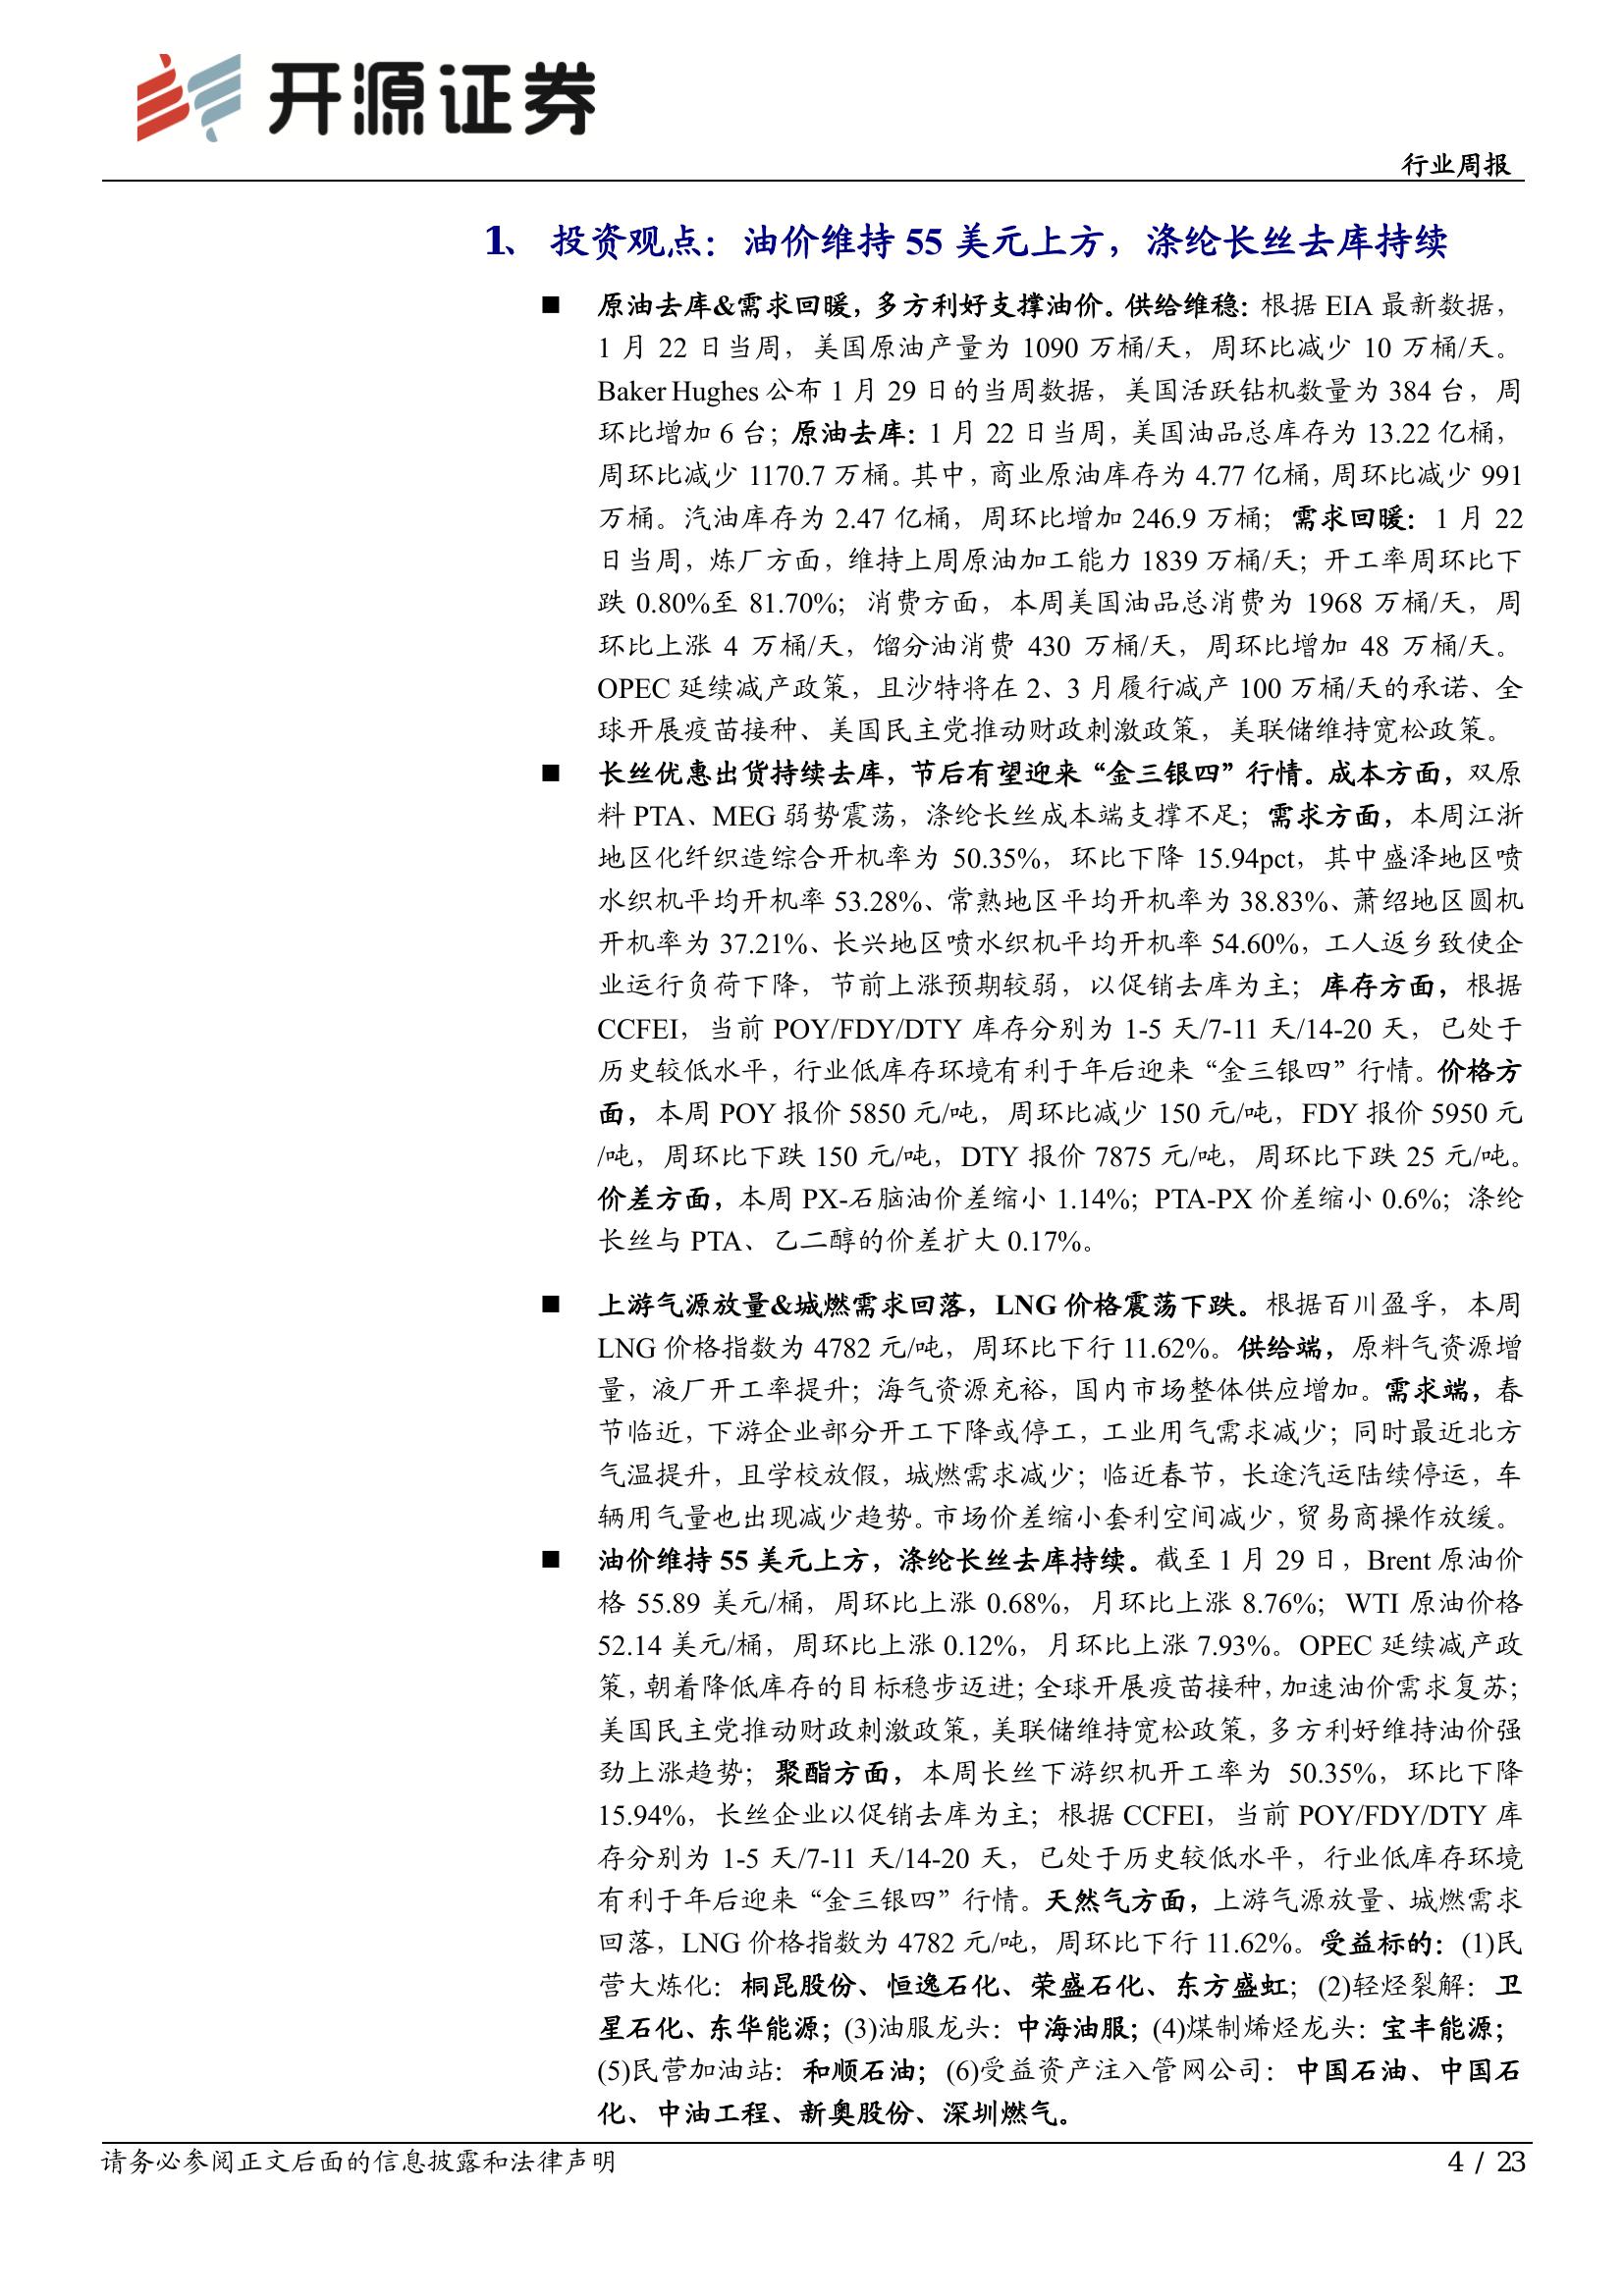 开源证券
行业周报
1、 投资观点：油价维持 55 美元上方，涤纶长丝去库持续
■ 原油去库&需求回暖，多方利好支撑油价。供给维稳：根据 EIA 最新数据，
1 月 22 日当周，美国原油产量为 1090 万桶/天，周环比减少 10 万桶/天。
Baker Hughes 公布 1 月 29 日的当周数据，美国活跃钻机数量为 384 台，周
环比增加 6 台；原油去库：1 月 22 日当周，美国油品总库存为 13.22 亿桶，
周环比减少 1170.7 万桶。其中，商业原油库存为 4.77 亿桶，周环比减少 991
万桶。汽油库存为 2.47 亿桶，周环比增加 246.9 万桶；需求回暖：1 月 22
日当周，炼厂方面，维持上周原油加工能力 1839 万桶/天；开工率周环比下
跌 0.80%至 81.70%；消费方面，本周美国油品总消费为 1968 万桶/天，周
环比上涨 4 万桶/天，馏分油消费 430 万桶/天，周环比增加 48 万桶/天。
OPEC 延续减产政策，且沙特将在 2、3 月履行减产 100 万桶/天的承诺、全
球开展疫苗接种、美国民主党推动财政刺激政策，美联储维持宽松政策。
■ 长丝优惠出货持续去库，节后有望迎来“金三银四”行情。成本方面，双原
料 PTA、MEG 弱势震荡，涤纶长丝成本端支撑不足；需求方面，本周江浙
地区化纤织造综合开机率为 50.35%，环比下降 15.94pct，其中盛泽地区喷
水织机平均开机率 53.28%、常熟地区平均开机率为 38.83%、萧绍地区圆机
开机率为 37.21%、长兴地区喷水织机平均开机率 54.60%，工人返乡致使企
业运行负荷下降，节前上涨预期较弱，以促销去库为主；库存方面，根据
CCFEI，当前 POY/FDY/DTY 库存分别为 1-5 天/7-11 天/14-20 天，已处于
历史较低水平，行业低库存环境有利于年后迎来“金三银四”行情。价格方
面，本周 POY 报价 5850 元/吨，周环比减少 150 元/吨，FDY 报价 5950 元
/吨，周环比下跌 150 元/吨，DTY 报价 7875 元/吨，周环比下跌 25 元/吨。
价差方面，本周 PX-石脑油价差缩小 1.14%；PTA-PX 价差缩小 0.6%；涤纶
长丝与 PTA、乙二醇的价差扩大 0.17%。
■ 上游气源放量&城燃需求回落，LNG 价格震荡下跌。根据百川盈孚，本周
LNG 价格指数为 4782 元/吨，周环比下行 11.62%。供给端，原料气资源增
量，液厂开工率提升；海气资源充裕，国内市场整体供应增加。需求端，春
节临近，下游企业部分开工下降或停工，工业用气需求减少；同时最近北方
气温提升，且学校放假，城燃需求减少；临近春节，长途汽运陆续停运，车
辆用气量也出现减少趋势。市场价差缩小套利空间减少，贸易商操作放缓。
■ 油价维持 55 美元上方，涤纶长丝去库持续。截至 1 月 29 日，Brent 原油价
格 55.89 美元/桶，周环比上涨 0.68%，月环比上涨 8.76%；WTI 原油价格
52.14 美元/桶，周环比上涨 0.12%，月环比上涨 7.93%。OPEC 延续减产政
策，朝着降低库存的目标稳步迈进；全球开展疫苗接种，加速油价需求复苏；
美国民主党推动财政刺激政策，美联储维持宽松政策，多方利好维持油价强
劲上涨趋势；聚酯方面，本周长丝下游织机开工率为 50.35%，环比下降
15.94%，长丝企业以促销去库为主；根据 CCFEI，当前 POY/FDY/DTY 库
存分别为 1-5 天/7-11 天/14-20 天，已处于历史较低水平，行业低库存环境
有利于年后迎来“金三银四”行情。天然气方面，上游气源放量、城燃需求
回落，LNG 价格指数为 4782 元/吨，周环比下行 11.62%。受益标的：(1)民
营大炼化：桐昆股份、恒逸石化、荣盛石化、东方盛虹；(2)轻烃裂解：卫
星石化、东华能源；(3)油服龙头：中海油服；(4)煤制烯烃龙头：宝丰能源；
(5)民营加油站：和顺石油；(6)受益资产注入管网公司：中国石油、中国石
化、中油工程、新奥股份、深圳燃气。
请务必参阅正文后面的信息披露和法律声明
4 / 23